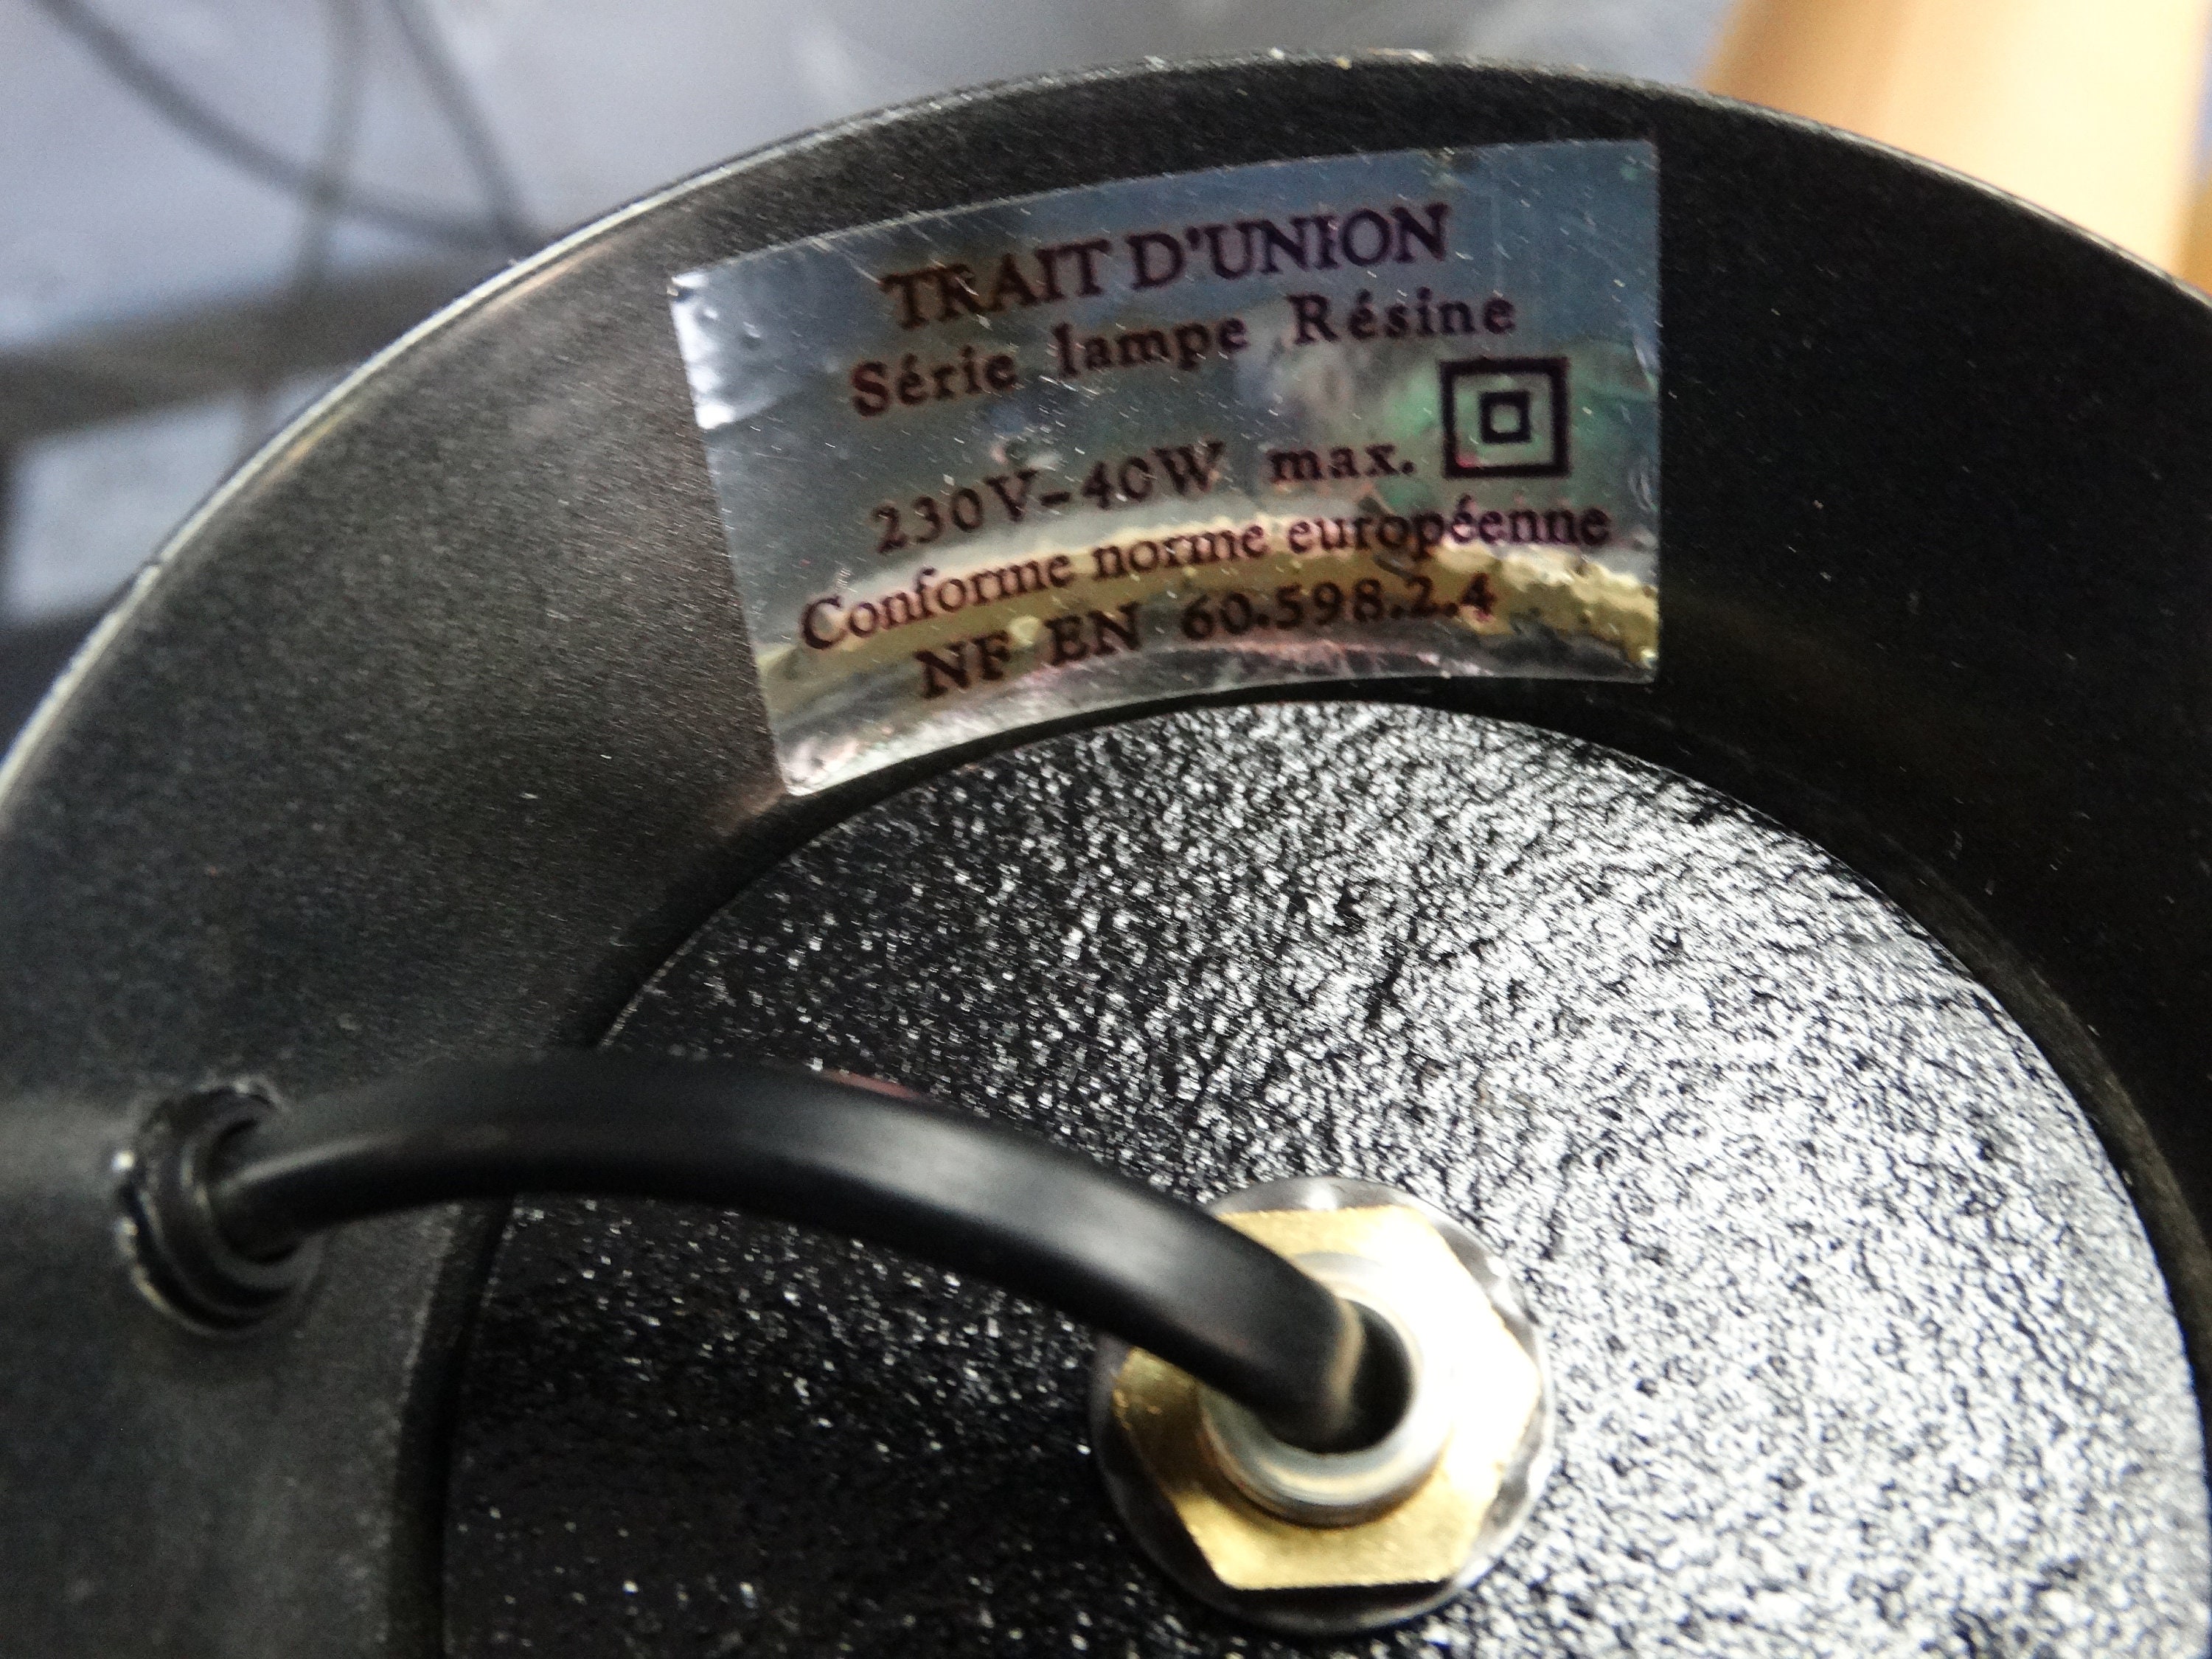 TRAIT D'UNION
Série lampe Résine
230V-40W max.
Conforme norme européenne
NF EN 60.598.2.4